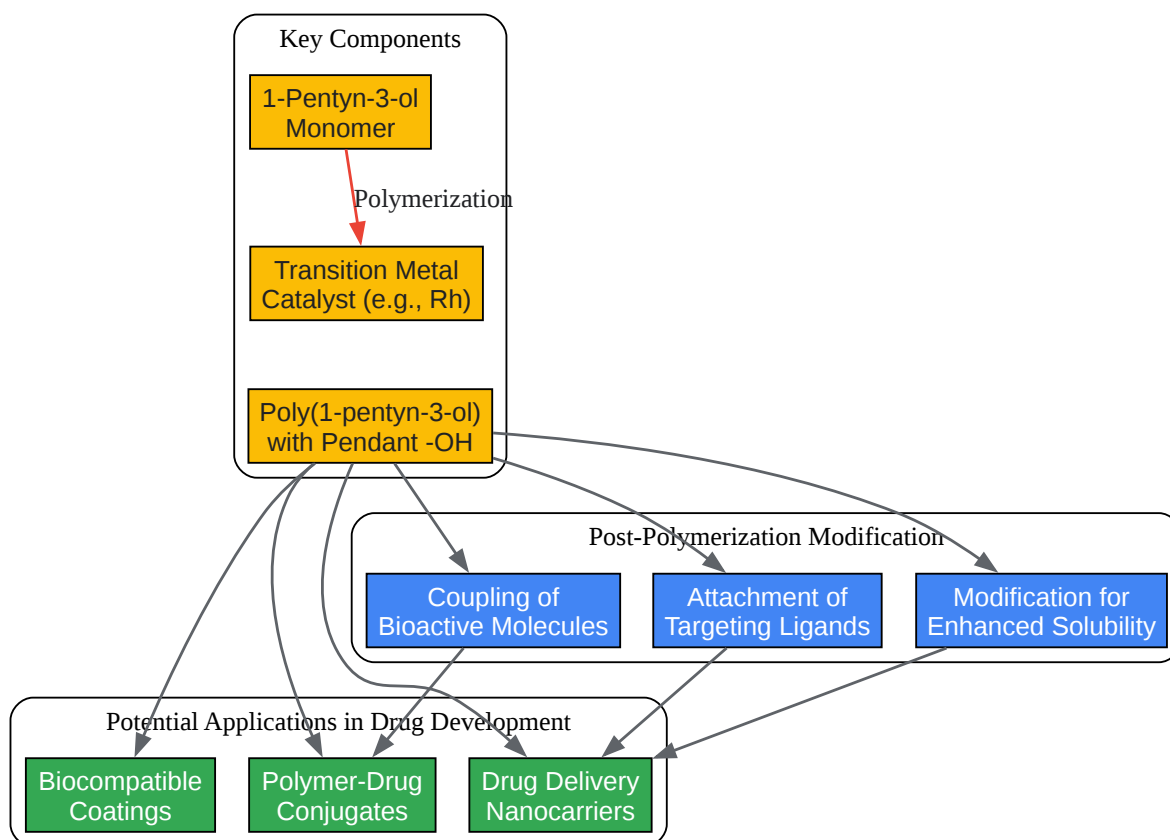 Key Components
1-Pentyn-3-ol
Monomer
Polymerization
Transition Metal
Catalyst (e.g., Rh)
Poly(1-pentyn-3-ol)
with Pendant -OH
Post-Polymerization Modification
Coupling of
Bioactive Molecules
Attachment of
Targeting Ligands
Modification for
Enhanced Solubility
Potential Applications in Drug Development
Biocompatible
Coatings
Polymer-Drug
Conjugates
Drug Delivery
Nanocarriers